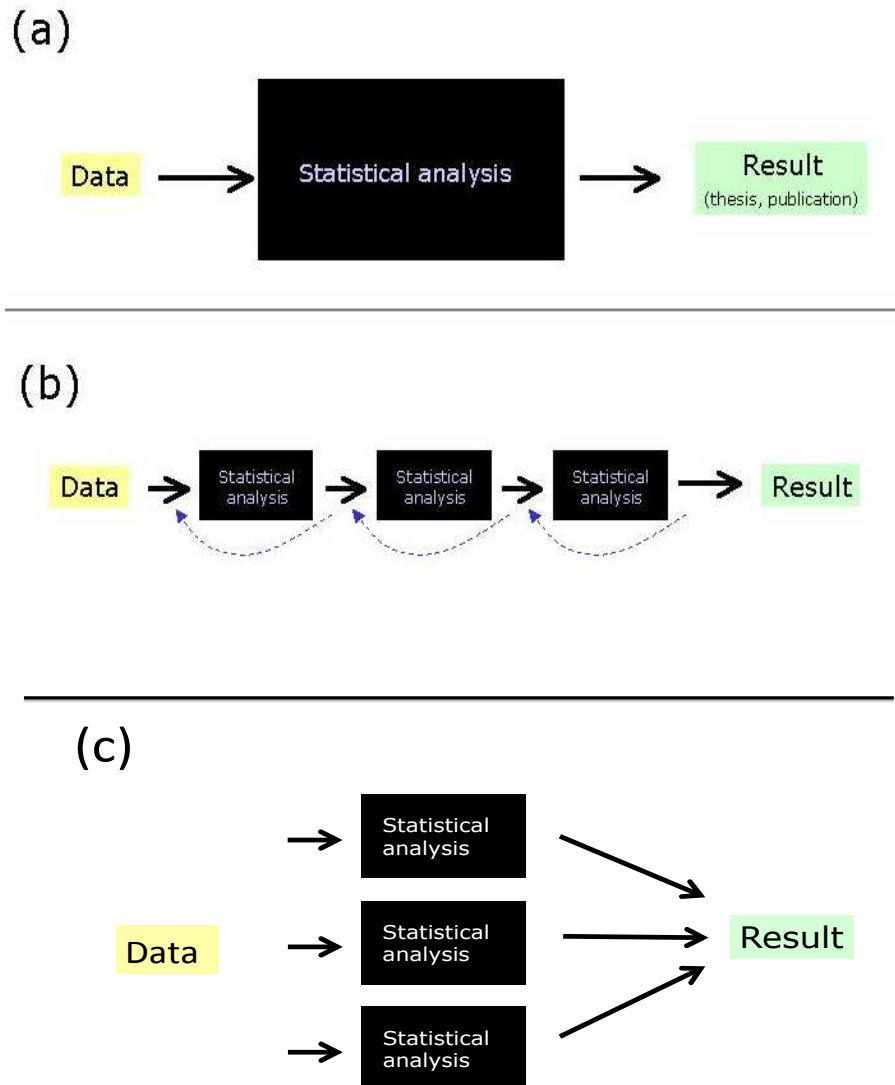 (a)
Data
Statistical analysis
Result
(thesis, publication)
(b)
Data
Statistical
analysis
Statistical
analysis
Statistical
analysis
Result
(c)
Statistical
analysis
Data
Statistical
analysis
Result
Statistical
analysis